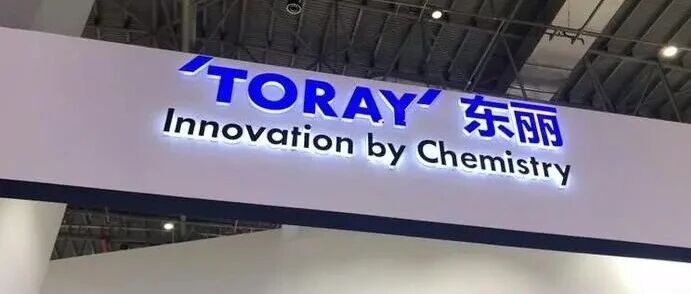 'TORAY' 东丽
Innovation by Chemistry